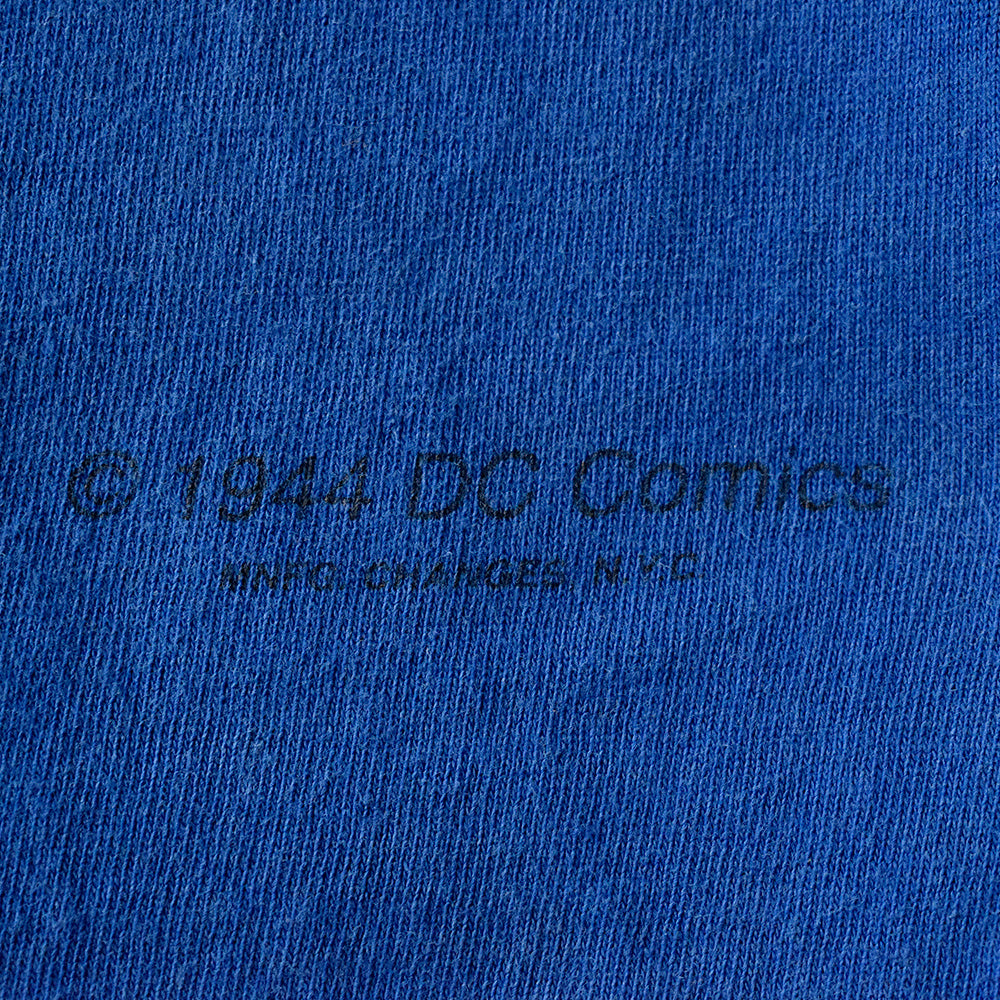 © 1944 DC Comics
MNFG. CHANGES, N.Y.C.